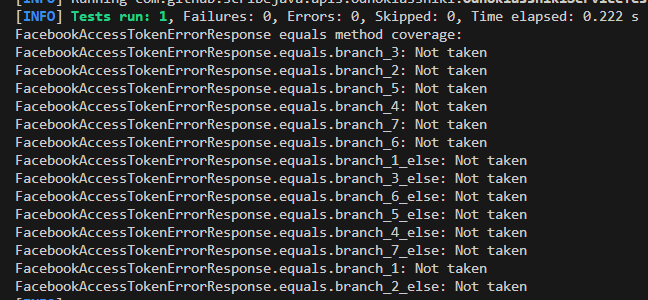 [INFO] Running com.github.scribejava.apis.odnoklassniki.OdnoklassnikiServiceTes
[INFO] Tests run: 1, Failures: 0, Errors: 0, Skipped: 0, Time elapsed: 0.222 s
FacebookAccessTokenErrorResponse equals method coverage:
FacebookAccessTokenErrorResponse.equals.branch_3: Not taken
FacebookAccessTokenErrorResponse.equals.branch_2: Not taken
FacebookAccessTokenErrorResponse.equals.branch_5: Not taken
FacebookAccessTokenErrorResponse.equals.branch_4: Not taken
FacebookAccessTokenErrorResponse.equals.branch_7: Not taken
FacebookAccessTokenErrorResponse.equals.branch_6: Not taken
FacebookAccessTokenErrorResponse.equals.branch_1_else: Not taken
FacebookAccessTokenErrorResponse.equals.branch_3_else: Not taken
FacebookAccessTokenErrorResponse.equals.branch_6_else: Not taken
FacebookAccessTokenErrorResponse.equals.branch_5_else: Not taken
FacebookAccessTokenErrorResponse.equals.branch_4_else: Not taken
FacebookAccessTokenErrorResponse.equals.branch_7_else: Not taken
FacebookAccessTokenErrorResponse.equals.branch_1: Not taken
FacebookAccessTokenErrorResponse.equals.branch_2_else: Not taken